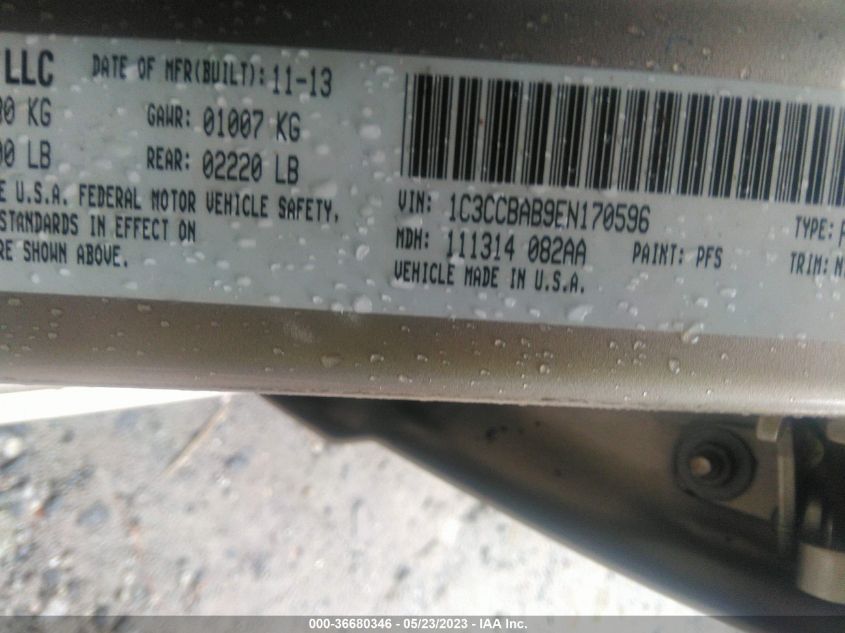 LLC DATE OF MFR(BUILT): 11-13
KG GAWR: 01007 KG
LB REAR: 02220 LB
U.S.A. FEDERAL MOTOR VEHICLE SAFETY,
STANDARDS IN EFFECT ON
RE SHOWN ABOVE.
VIN: 1C3CCBAB9EN170596 TYPE:
MDH: 111314 082AA PAINT: PFS TRIM:
VEHICLE MADE IN U.S.A.
000-36680346 / 05/23/2023 - IAA Inc.